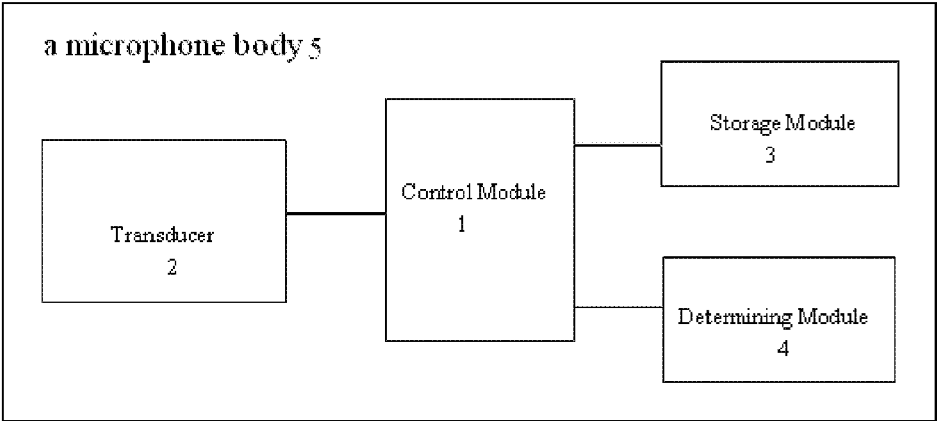 a microphone body 5
Transducer
2
Control Module
1
Storage Module
3
Determining Module
4